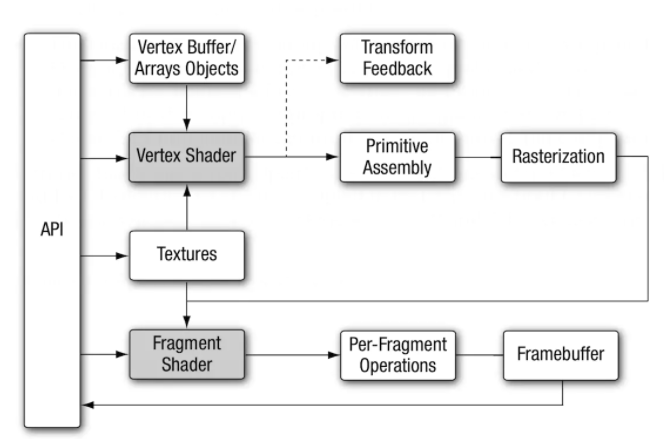 Vertex Buffer/
Arrays Objects
Transform
Feedback
Vertex Shader
Primitive
Assembly
Rasterization
API
Textures
Fragment
Shader
Per-Fragment
Operations
Framebuffer